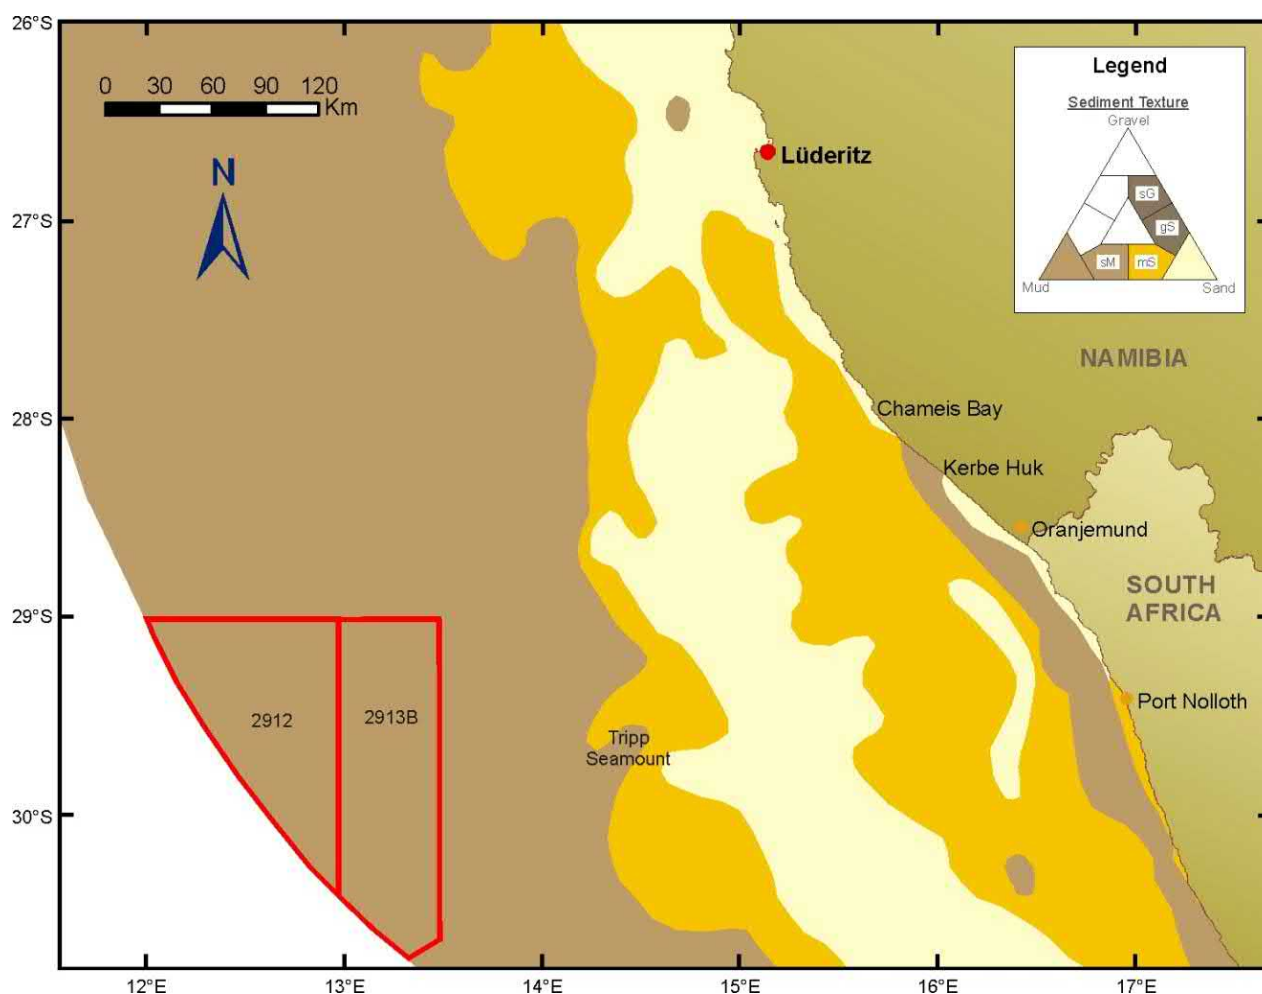 26°S
27°S
28°S
29°S
30°S
0 30 60 90 120
Km
N
Legend
Sediment Texture
Gravel
sG
gS
sM
mS
Mud
Sand
Lüderitz
NAMIBIA
Chameis Bay
Kerbe Huk
Oranjemund
SOUTH
AFRICA
Port Nolloth
2912
2913B
Tripp
Seamount
12°E
13°E
14°E
15°E
16°E
17°E